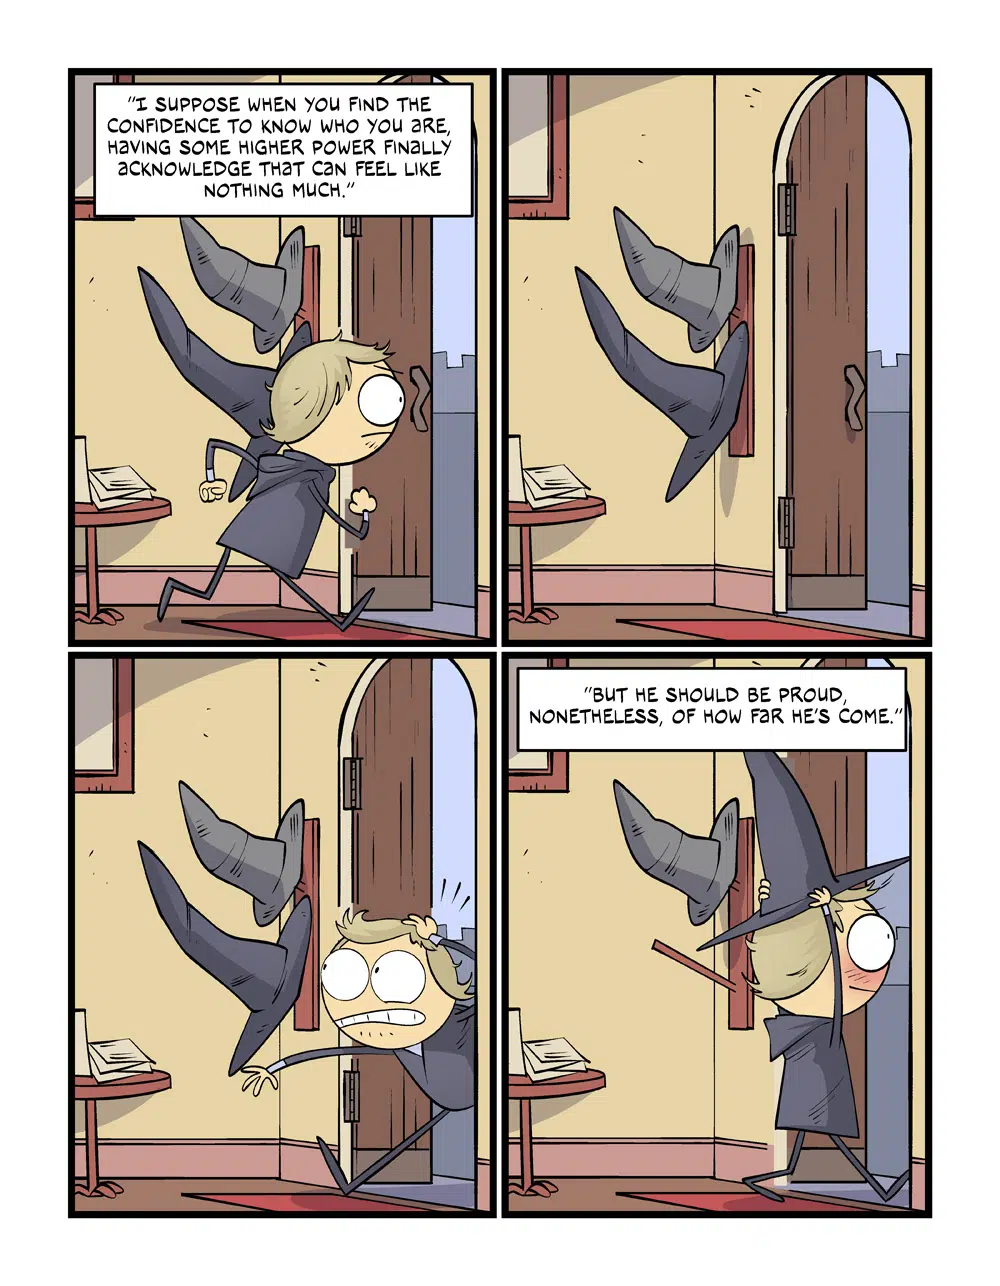 "I SUPPOSE WHEN YOU FIND THE
CONFIDENCE TO KNOW WHO YOU ARE,
HAVING SOME HIGHER POWER FINALLY
ACKNOWLEDGE THAT CAN FEEL LIKE
NOTHING MUCH."
"BUT HE SHOULD BE PROUD,
NONETHELESS, OF HOW FAR HE'S COME."